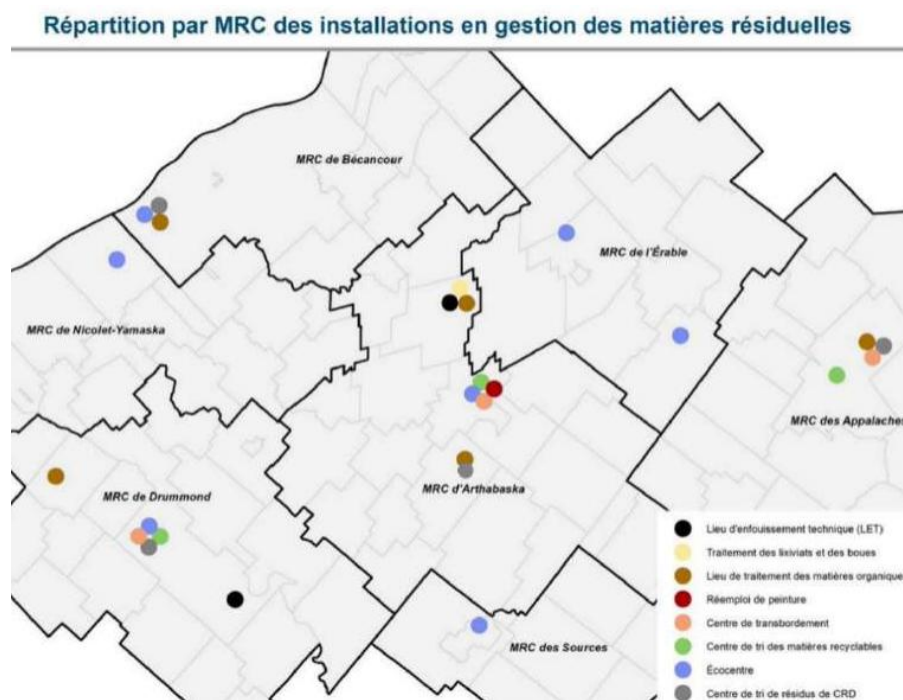 Répartition par MRC des installations en gestion des matières résiduelles
MRC de Bécancour
MRC de l'Érable
MRC de Nicolet-Yamaska
MRC des Appalaches
MRC de Drummond
MRC d'Arthabaska
MRC des Sources
Lieu d'enfouissement technique (LET)
Traitement des lixiviats et des boues
Lieu de traitement des matières organique
Réemploi de peinture
Centre de transbordement
Centre de tri des matières recyclables
Écocentre
Centre de tri de résidus de CRD